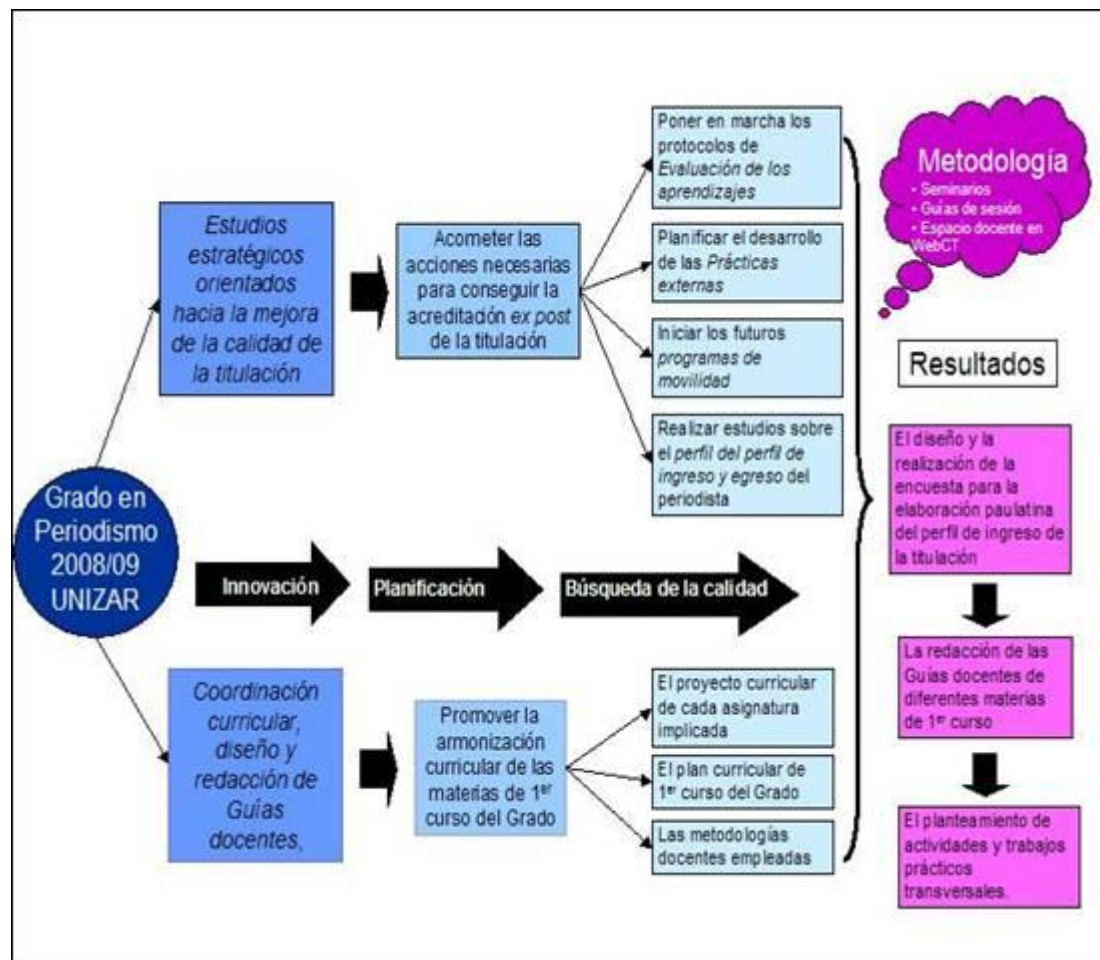 Grado en
Periodismo
2008/09
UNIZAR
Estudios
estratégicos
orientados
hacia la mejora
de la calidad de
la titulación
Acometer las
acciones necesarias
para conseguir la
acreditación ex post
de la titulación
Poner en marcha los
protocolos de
Evaluación de los
aprendizajes
Planificar el desarrollo
de las Prácticas
externas
Iniciar los futuros
programas de
movilidad
Realizar estudios sobre
el perfil del perfil de
ingreso y egreso del
periodista
Innovación
Planificación
Búsqueda de la calidad
Coordinación
curricular,
diseño y
redacción de
Guías
docentes,
Promover la
armonización
curricular de las
materias de 1er
curso del Grado
El proyecto curricular
de cada asignatura
implicada
El plan curricular de
1er curso del Grado
Las metodologías
docentes empleadas
Metodología
• Seminarios
• Guías de sesión
• Espacio docente en
WebCT
Resultados
El diseño y la
realización de la
encuesta para la
elaboración paulatina
del perfil de ingreso de
la titulación
La redacción de las
Guías docentes de
diferentes materias
de 1er curso
El planteamiento de
actividades y trabajos
prácticos
transversales.